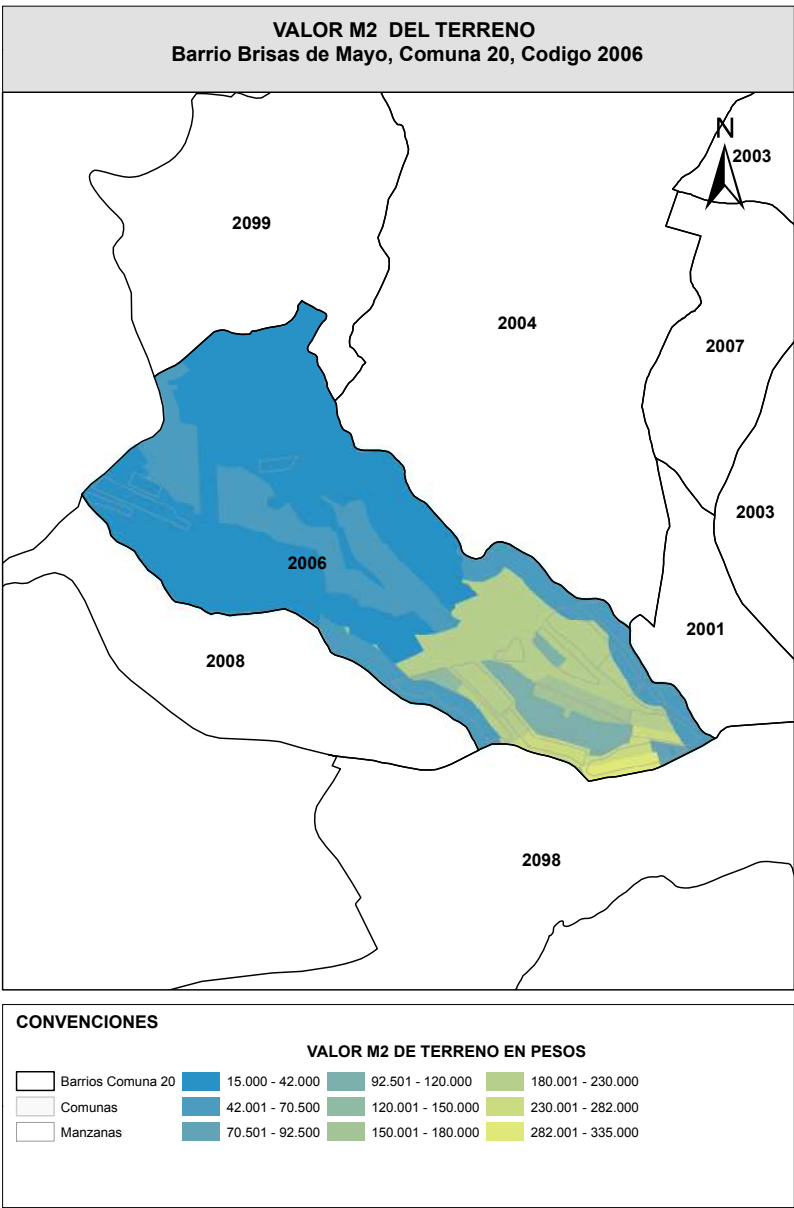 VALOR M2 DEL TERRENO
Barrio Brisas de Mayo, Comuna 20, Codigo 2006
N
2003
2099
2004
2007
2003
2006
2001
2008
2098
CONVENCIONES
VALOR M2 DE TERRENO EN PESOS
Barrios Comuna 20 15.000 - 42.000 92.501 - 120.000 180.001 - 230.000
Comunas 42.001 - 70.500 120.001 - 150.000 230.001 - 282.000
Manzanas 70.501 - 92.500 150.001 - 180.000 282.001 - 335.000